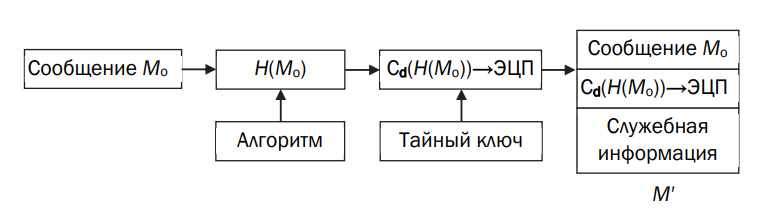 Сообщение Mо
H(Mо)
Cd(H(Mо))→ЭЦП
Сообщение Mо
Cd(H(Mо))→ЭЦП
Алгоритм
Тайный ключ
Служебная
информация
M'